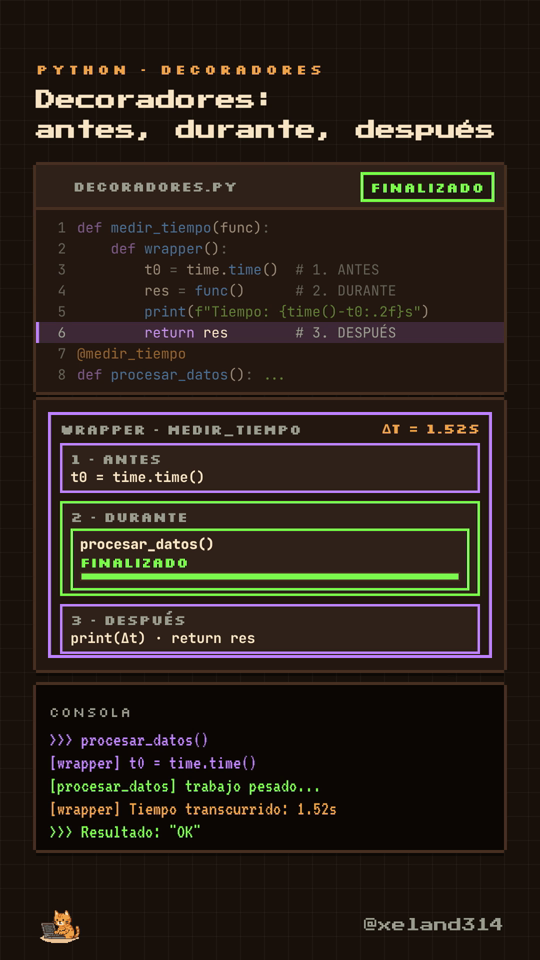 PYTHON · DECORADORES
Decoradores:
antes, durante, después
DECORADORES.PY
FINALIZADO
1 def medir_tiempo(func):
2     def wrapper():
3         t0 = time.time()  # 1. ANTES
4         res = func()      # 2. DURANTE
5         print(f"Tiempo: {time()-t0:.2f}s")
6         return res        # 3. DESPUÉS
7 @medir_tiempo
8 def procesar_datos(): ...
WRAPPER · MEDIR_TIEMPO
ΔT = 1.52S
1 · ANTES
t0 = time.time()
2 · DURANTE
procesar_datos()
FINALIZADO
3 · DESPUÉS
print(Δt) · return res
CONSOLA
>>> procesar_datos()
[wrapper] t0 = time.time()
[procesar_datos] trabajo pesado...
[wrapper] Tiempo transcurrido: 1.52s
>>> Resultado: "OK"
@xeland314